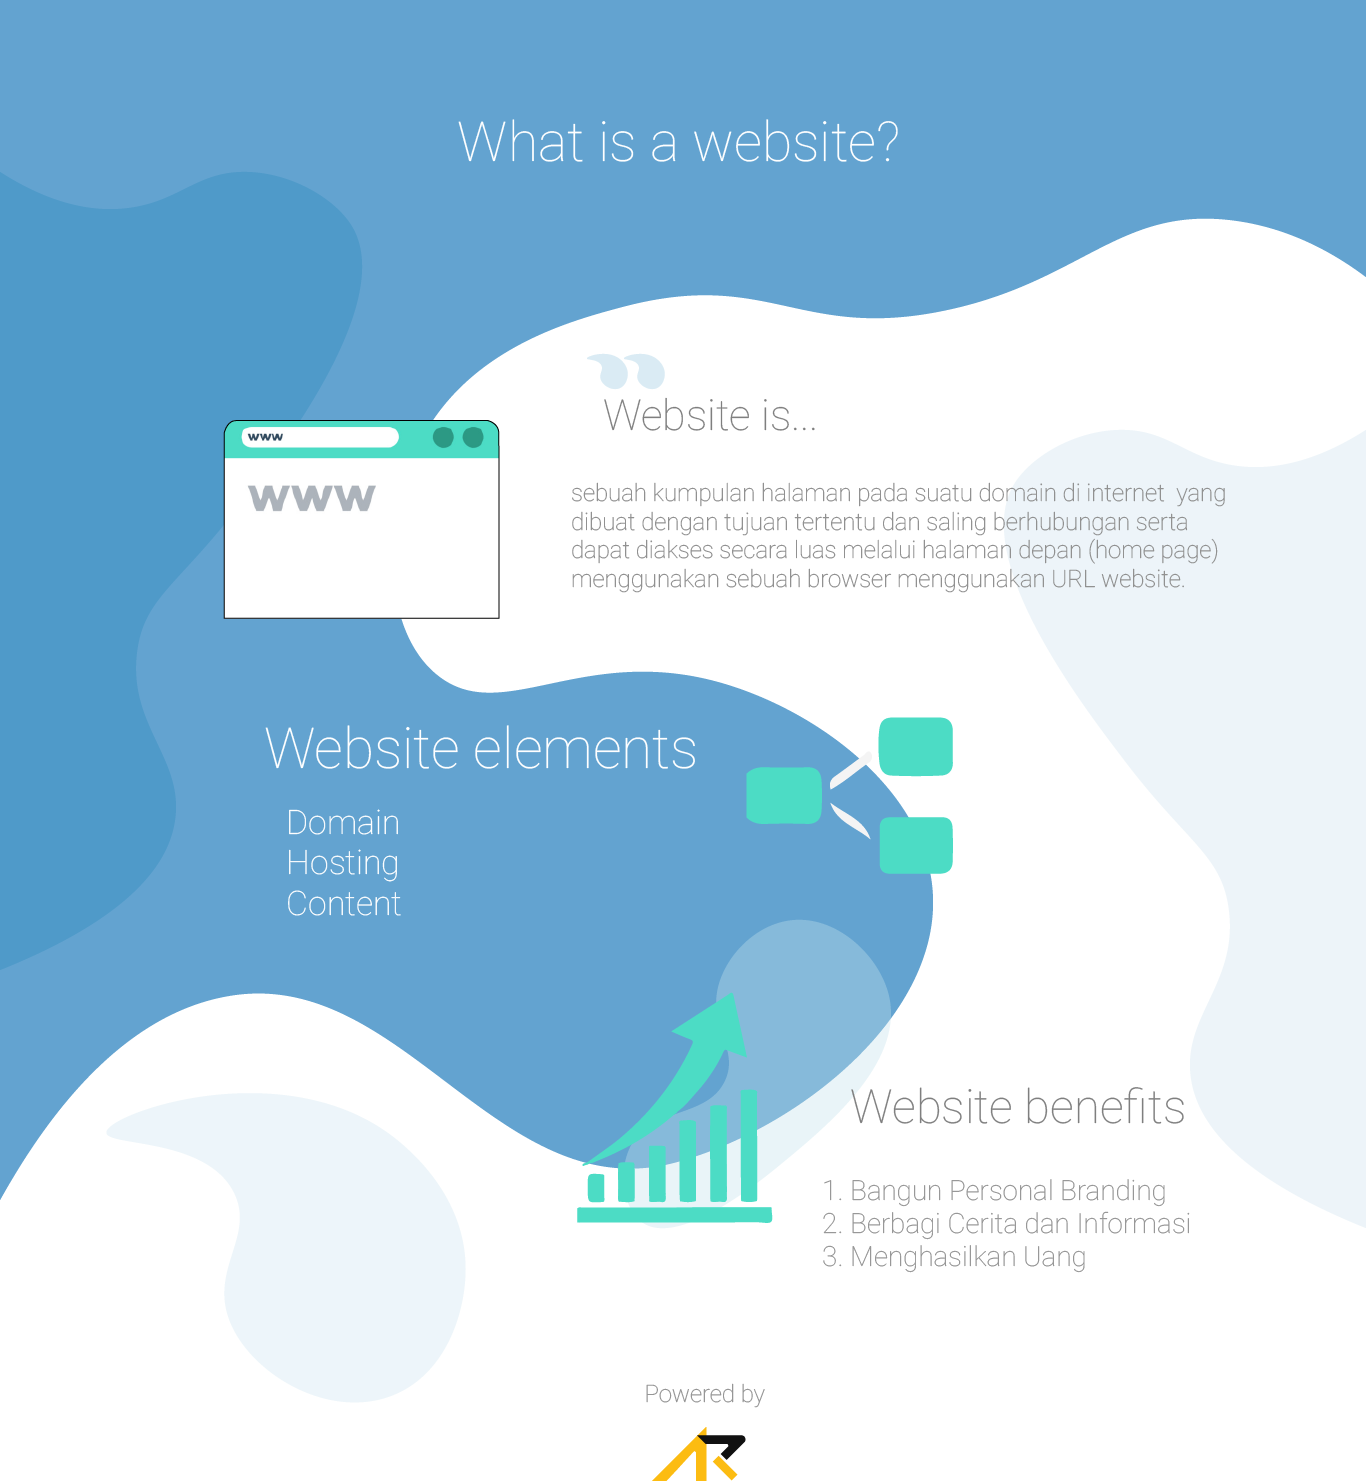 What is a website?
www
www
Website is...
sebuah kumpulan halaman pada suatu domain di internet  yang
dibuat dengan tujuan tertentu dan saling berhubungan serta
dapat diakses secara luas melalui halaman depan (home page)
menggunakan sebuah browser menggunakan URL website.
Website elements
Domain
Hosting
Content
Website benefits
1. Bangun Personal Branding
2. Berbagi Cerita dan Informasi
3. Menghasilkan Uang
Powered by
AR